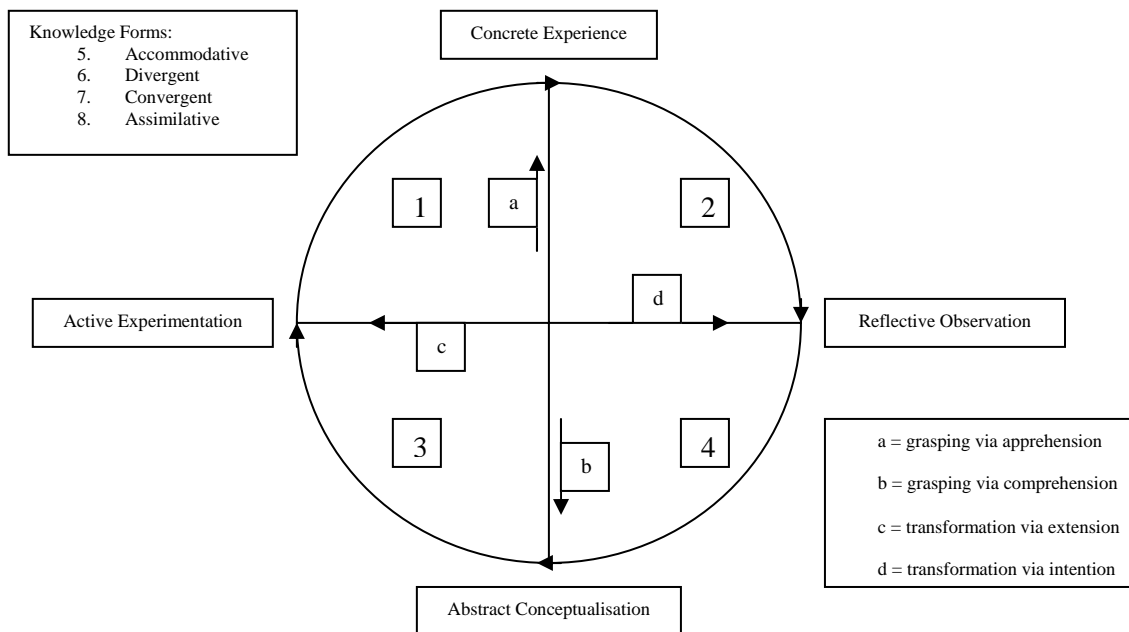 Knowledge Forms:
5. Accommodative
6. Divergent
7. Convergent
8. Assimilative
Concrete Experience
1
a
2
d
Active Experimentation
Reflective Observation
c
3
b
4
a = grasping via apprehension
b = grasping via comprehension
c = transformation via extension
d = transformation via intention
Abstract Conceptualisation